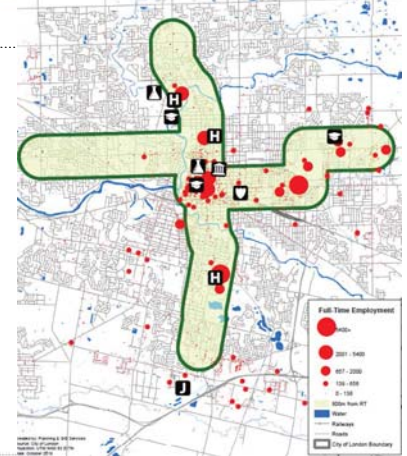 H
H
H
J
Full-Time Employment
5400+
2001 - 5400
657 - 2000
139 - 656
0 - 138
600m from RT
Water
Railways
Roads
City of London Boundary